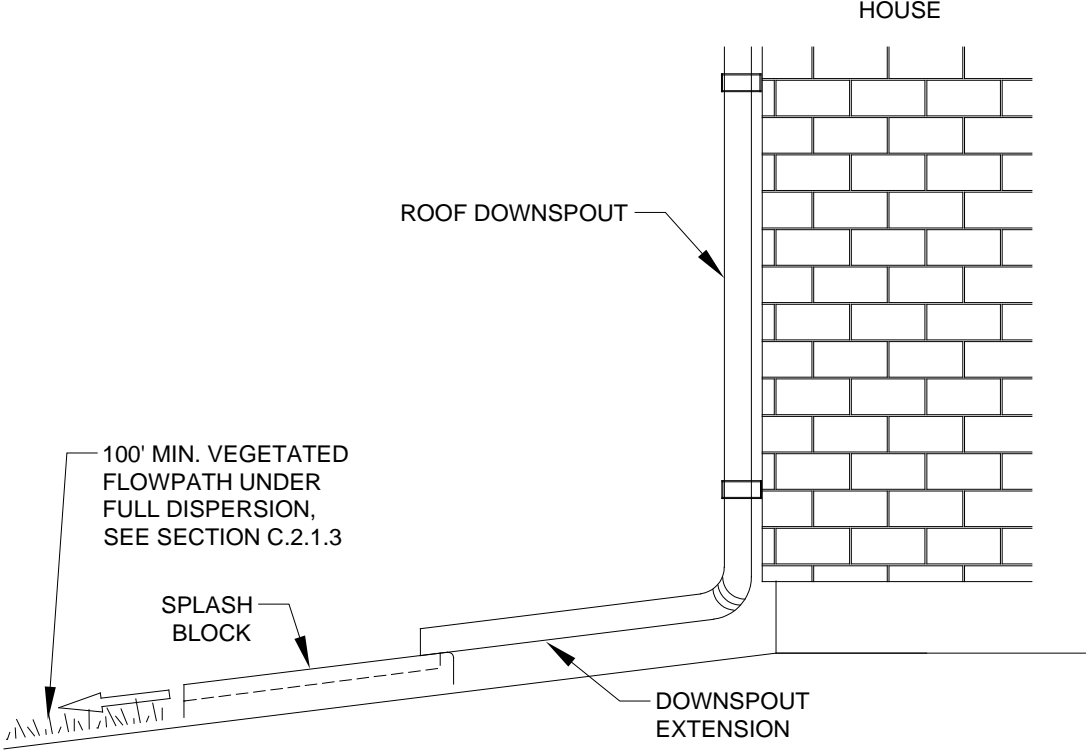 HOUSE
ROOF DOWNSPOUT
100' MIN. VEGETATED
FLOWPATH UNDER
FULL DISPERSION,
SEE SECTION C.2.1.3
SPLASH
BLOCK
DOWNSPOUT
EXTENSION